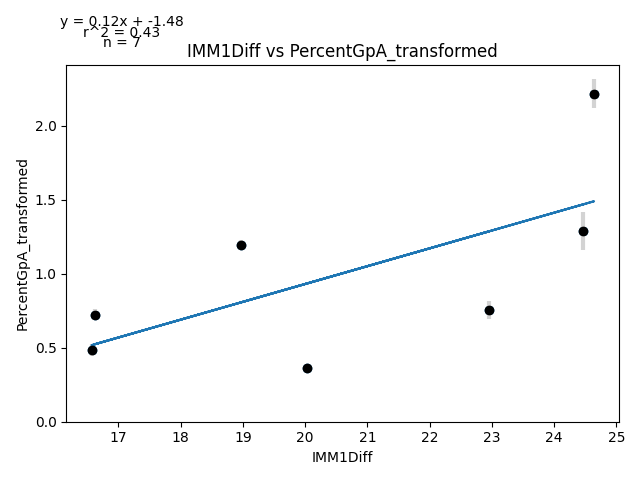 y = 0.12x + -1.48
r^2 = 0.43
n = 7
IMM1Diff vs PercentGpA_transformed
PercentGpA_transformed
2.0
1.5
1.0
0.5
0.0
17 18 19 20 21 22 23 24 25
IMM1Diff